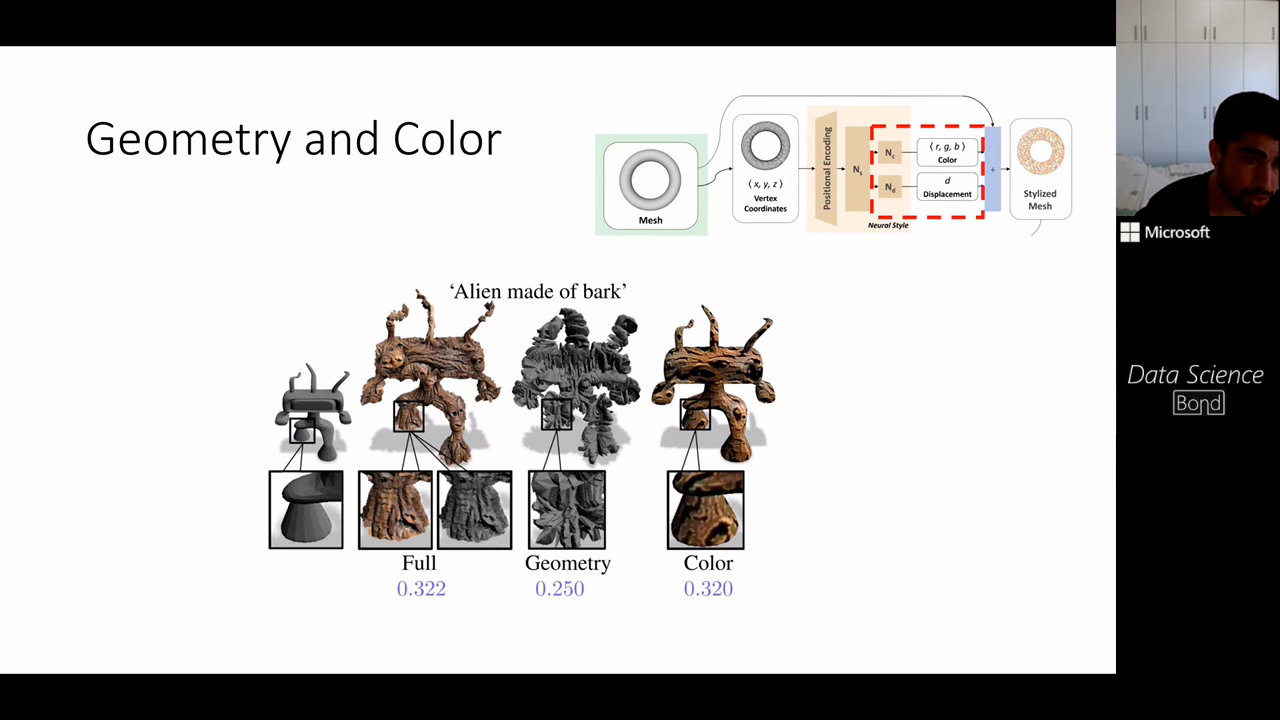 Geometry and Color
Mesh
⟨ x, y, z ⟩
Vertex
Coordinates
Positional Encoding
Nₛ
N꜀
N_d
⟨ r, g, b ⟩
Color
d
Displacement
+
Neural Style
Stylized
Mesh
Microsoft
Data Science
Bond
‘Alien made of bark’
Full
0.322
Geometry
0.250
Color
0.320